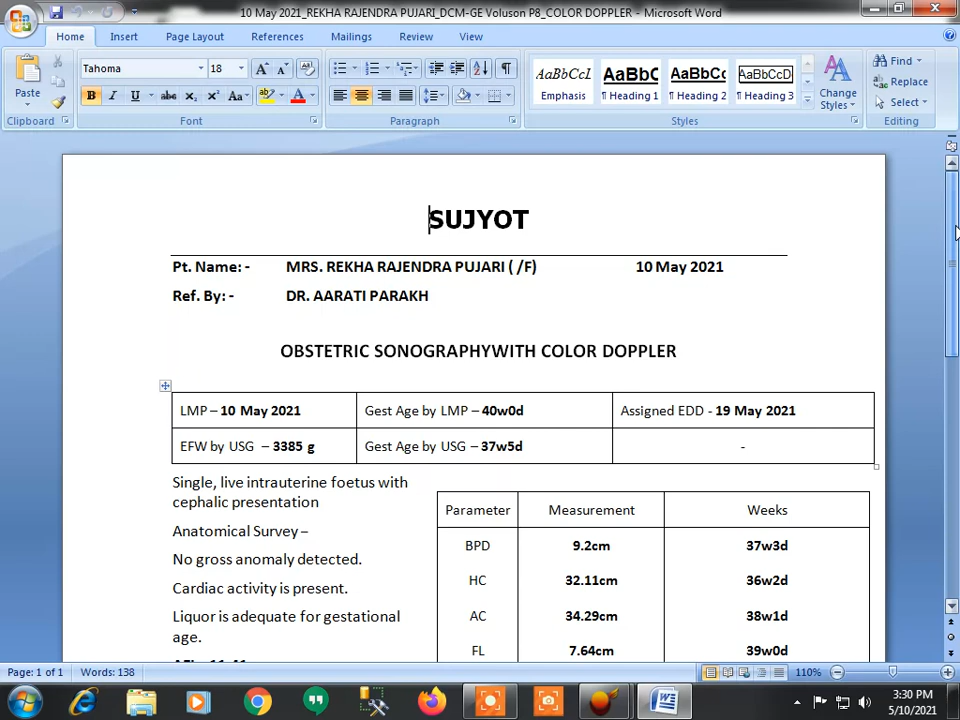 10 May 2021_REKHA RAJENDRA PUJARI_DCM-GE Voluson P8_COLOR DOPPLER - Microsoft Word
Home Insert Page Layout References Mailings Review View
Paste
Tahoma 18
B I U abc X₂ X² Aa A
AaBbCcI AaBbC AaBbCc AaBbCcD
Emphasis ¶ Heading 1 ¶ Heading 2 ¶ Heading 3
Change Styles
Find
Replace
Select
Clipboard Font Paragraph Styles Editing
SUJYOT
Pt. Name: - MRS. REKHA RAJENDRA PUJARI ( /F) 10 May 2021
Ref. By: - DR. AARATI PARAKH
OBSTETRIC SONOGRAPHYWITH COLOR DOPPLER
LMP – 10 May 2021 Gest Age by LMP – 40w0d Assigned EDD - 19 May 2021
EFW by USG – 3385 g Gest Age by USG – 37w5d -
Single, live intrauterine foetus with
cephalic presentation
Anatomical Survey –
No gross anomaly detected.
Cardiac activity is present.
Liquor is adequate for gestational
age.
Parameter Measurement Weeks
BPD 9.2cm 37w3d
HC 32.11cm 36w2d
AC 34.29cm 38w1d
FL 7.64cm 39w0d
Page: 1 of 1 Words: 138 110%
3:30 PM
5/10/2021